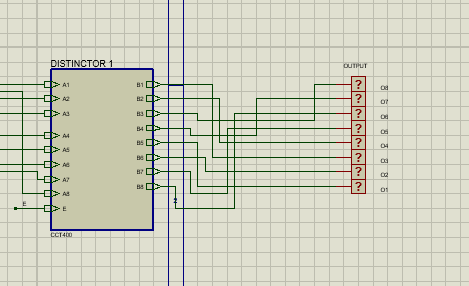 DISTINCTOR 1
OUTPUT
A1 B1 ? O8
A2 B2 ? O7
A3 B3 ? O6
A4 B4 ? O5
A5 B5 ? O4
A6 B6 ? O3
A7 B7 ? O2
A8 B8 ? O1
E E
CCT400